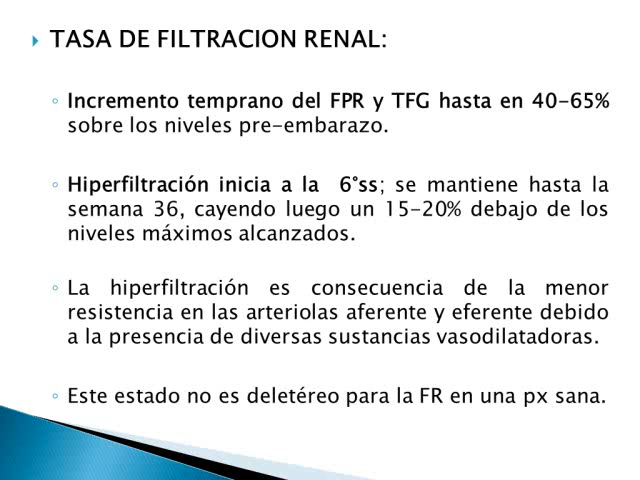 TASA DE FILTRACION RENAL:
Incremento temprano del FPR y TFG hasta en 40-65%
sobre los niveles pre-embarazo.
Hiperfiltración inicia a la 6°ss; se mantiene hasta la
semana 36, cayendo luego un 15-20% debajo de los
niveles máximos alcanzados.
La hiperfiltración es consecuencia de la menor
resistencia en las arteriolas aferente y eferente debido
a la presencia de diversas sustancias vasodilatadoras.
Este estado no es deletéreo para la FR en una px sana.